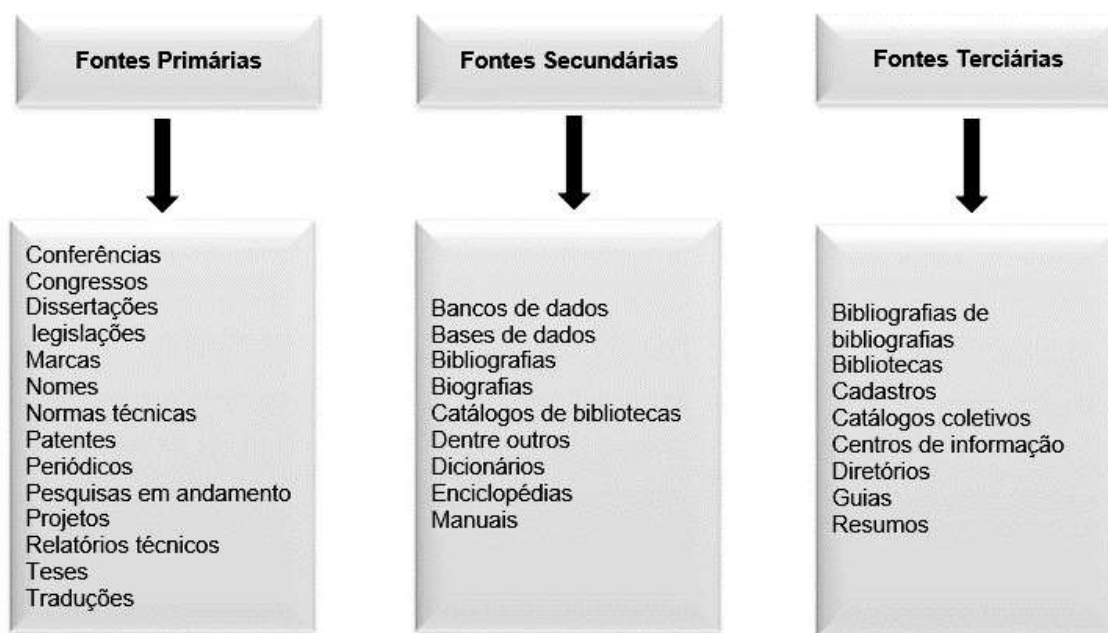 Fontes Primárias
Conferências
Congressos
Dissertações
legislações
Marcas
Nomes
Normas técnicas
Patentes
Periódicos
Pesquisas em andamento
Projetos
Relatórios técnicos
Teses
Traduções
Fontes Secundárias
Bancos de dados
Bases de dados
Bibliografias
Biografias
Catálogos de bibliotecas
Dentre outros
Dicionários
Enciclopédias
Manuais
Fontes Terciárias
Bibliografias de
bibliografias
Bibliotecas
Cadastros
Catálogos coletivos
Centros de informação
Diretórios
Guias
Resumos